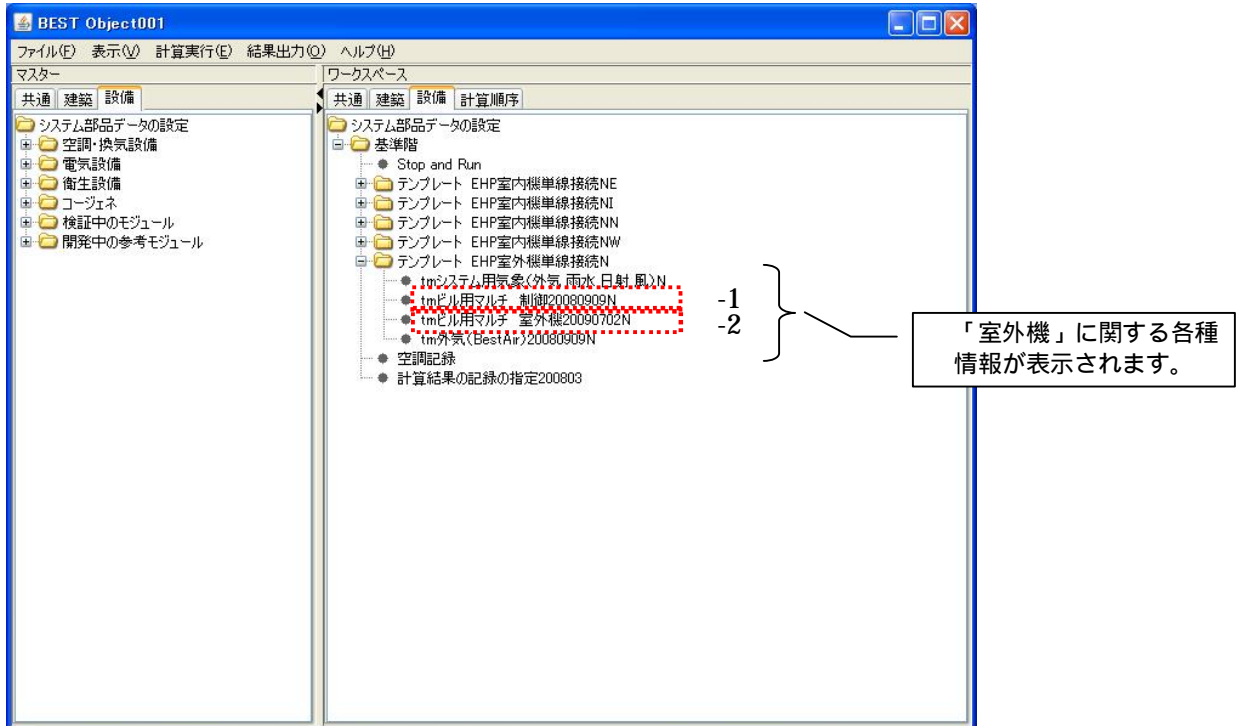 BEST Object001
ファイル(F) 表示(V) 計算実行(E) 結果出力(O) ヘルプ(H)
マスター
共通 建築 設備
システム部品データの設定
空調・換気設備
電気設備
衛生設備
コージェネ
検証中のモジュール
開発中の参考モジュール
ワークスペース
共通 建築 設備 計算順序
システム部品データの設定
基準階
Stop and Run
テンプレート EHP室内機単線接続NE
テンプレート EHP室内機単線接続NI
テンプレート EHP室内機単線接続NN
テンプレート EHP室内機単線接続NW
テンプレート EHP室外機単線接続N
tmシステム用気象(外気 雨水 日射 風)N
tmビル用マルチ 制御20080909N
tmビル用マルチ 室外機20090702N
tm外気(BestAir)20080909N
空調記録
計算結果の記録の指定200803
-1
-2
「室外機」に関する各種
情報が表示されます。